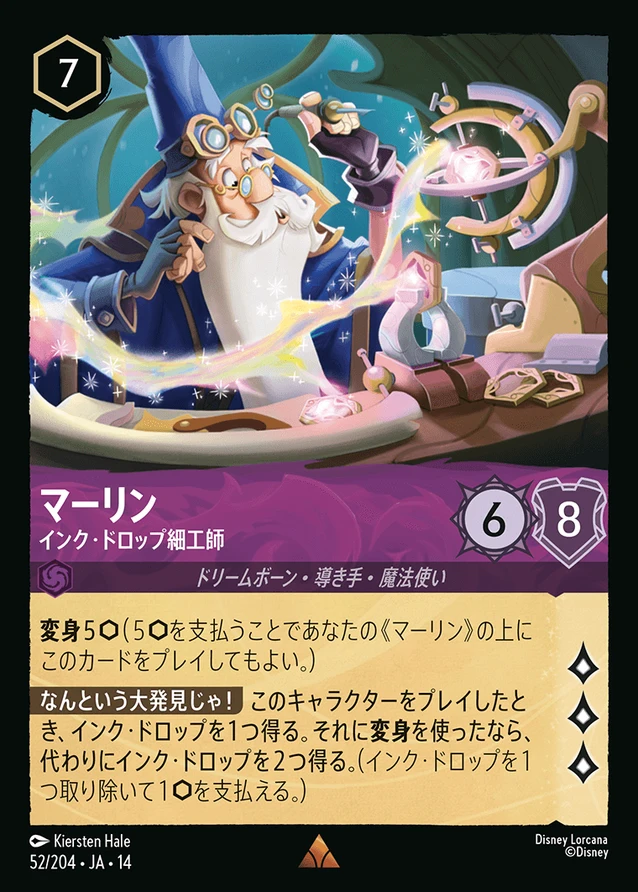 7
マーリン
インク・ドロップ細工師
6
8
ドリームボーン・導き手・魔法使い
変身5⬡(5⬡を支払うことであなたの《マーリン》の上に
このカードをプレイしてもよい。)
なんという大発見じゃ! このキャラクターをプレイしたと
き、インク・ドロップを1つ得る。それに変身を使ったなら、
代わりにインク・ドロップを2つ得る。(インク・ドロップを1
つ取り除いて1⬡を支払える。)
Kiersten Hale
52/204・JA・14
Disney Lorcana
©Disney